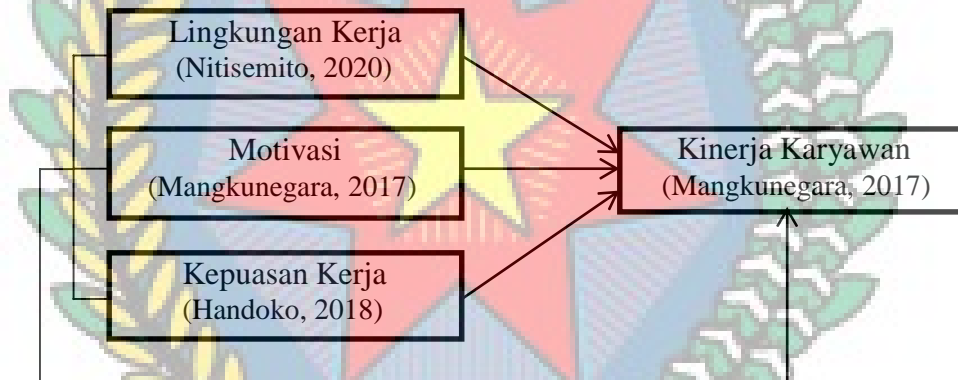 Lingkungan Kerja
(Nitisemito, 2020)
Motivasi
(Mangkunegara, 2017)
Kinerja Karyawan
(Mangkunegara, 2017)
Kepuasan Kerja
(Handoko, 2018)